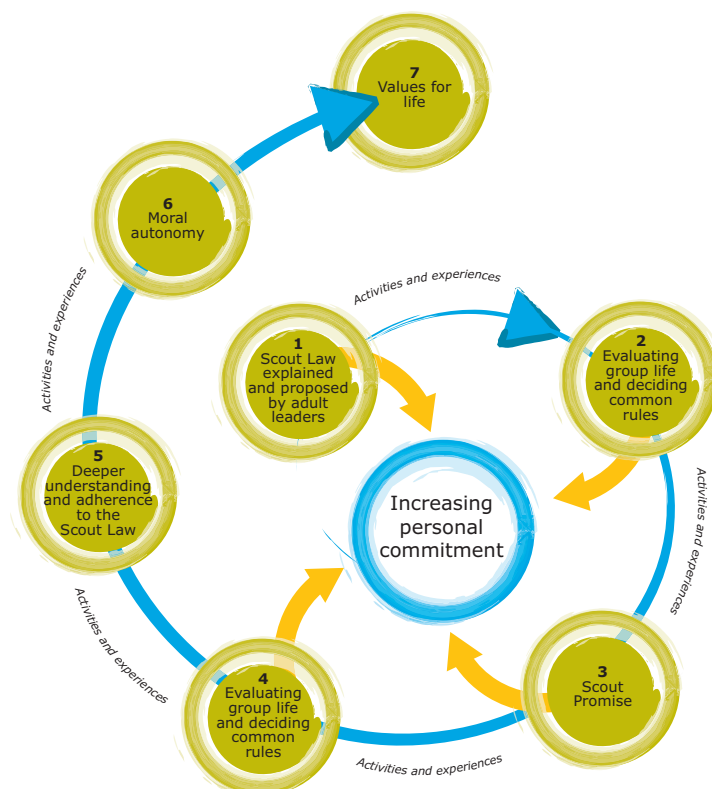 7
Values for
life
6
Moral
autonomy
Activities and experiences
Activities and experiences
1
Scout Law
explained
and proposed
by adult
leaders
2
Evaluating
group life
and deciding
common
rules
5
Deeper
understanding
and adherence
to the
Scout Law
Increasing
personal
commitment
Activities and experiences
Activities and experiences
4
Evaluating
group life
and deciding
common
rules
3
Scout
Promise
Activities and experiences